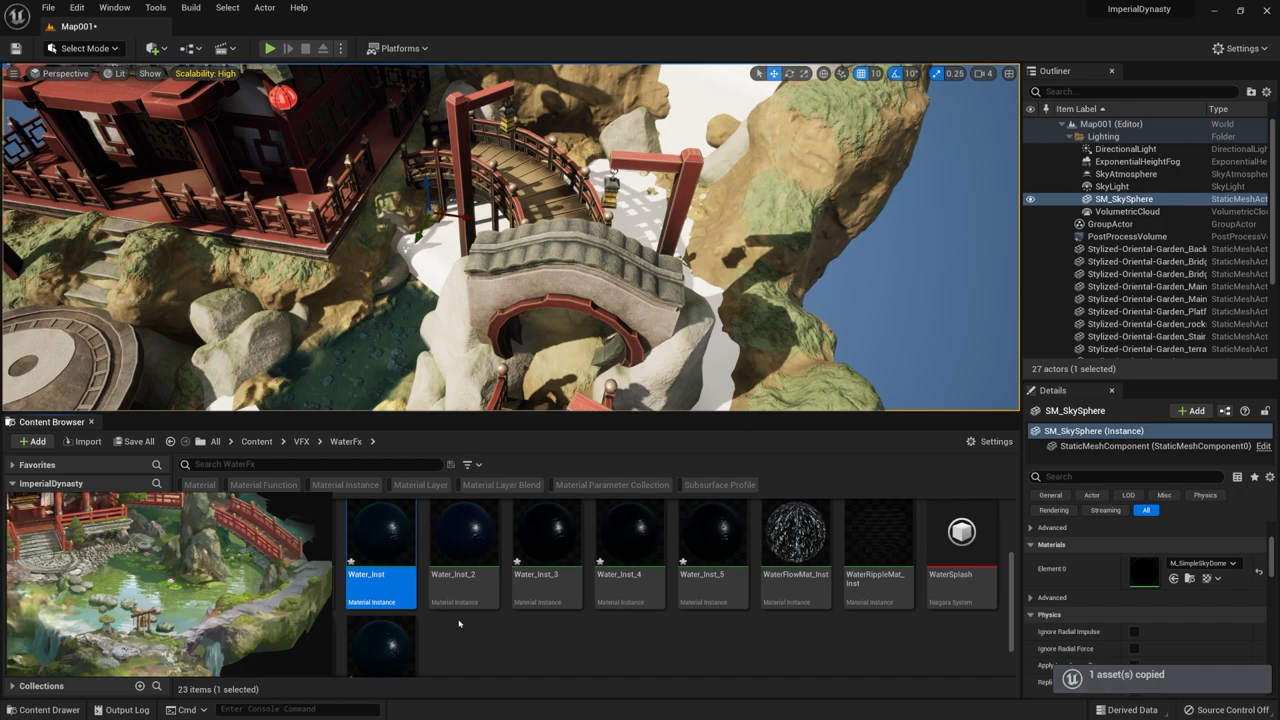 File Edit Window Tools Build Select Actor Help
ImperialDynasty
Map001•
Select Mode
Platforms
Settings
Perspective Lit Show Scalability: High
10 10° 0.25 4
Outliner
Search...
Item Label Type
Map001 (Editor) World
Lighting Folder
DirectionalLight DirectionalLigh
ExponentialHeightFog ExponentialHe
SkyAtmosphere SkyAtmosphere
SkyLight SkyLight
SM_SkySphere StaticMeshAct
VolumetricCloud VolumetricCloud
GroupActor GroupActor
PostProcessVolume PostProcessV
Stylized-Oriental-Garden_Back StaticMeshAct
Stylized-Oriental-Garden_Bridg StaticMeshAct
Stylized-Oriental-Garden_Bridg StaticMeshAct
Stylized-Oriental-Garden_Main StaticMeshAct
Stylized-Oriental-Garden_Main StaticMeshAct
Stylized-Oriental-Garden_Platf StaticMeshAct
Stylized-Oriental-Garden_rock StaticMeshAct
Stylized-Oriental-Garden_Stair StaticMeshAct
Stylized-Oriental-Garden_terra StaticMeshAct
27 actors (1 selected)
Details
SM_SkySphere
Add
SM_SkySphere (Instance)
StaticMeshComponent (StaticMeshComponent0) Edit
Search
General Actor LOD Misc Physics
Rendering Streaming All
Advanced
Materials
Element 0
M_SimpleSkyDome
Advanced
Physics
Ignore Radial Impulse
Ignore Radial Force
1 asset(s) copied
Content Browser
Add Import Save All All Content VFX WaterFx
Settings
Favorites
Search WaterFx
ImperialDynasty
Material Material Function Material Instance Material Layer Material Layer Blend Material Parameter Collection Subsurface Profile
Water_Inst Water_Inst_2 Water_Inst_3 Water_Inst_4 Water_Inst_5 WaterFlowMat_Inst WaterRippleMat_ WaterSplash
Inst
Material Instance Material Instance Material Instance Material Instance Material Instance Material Instance Material Instance Niagara System
Collections
23 items (1 selected)
Content Drawer Output Log Cmd Enter Console Command
Derived Data Source Control Off